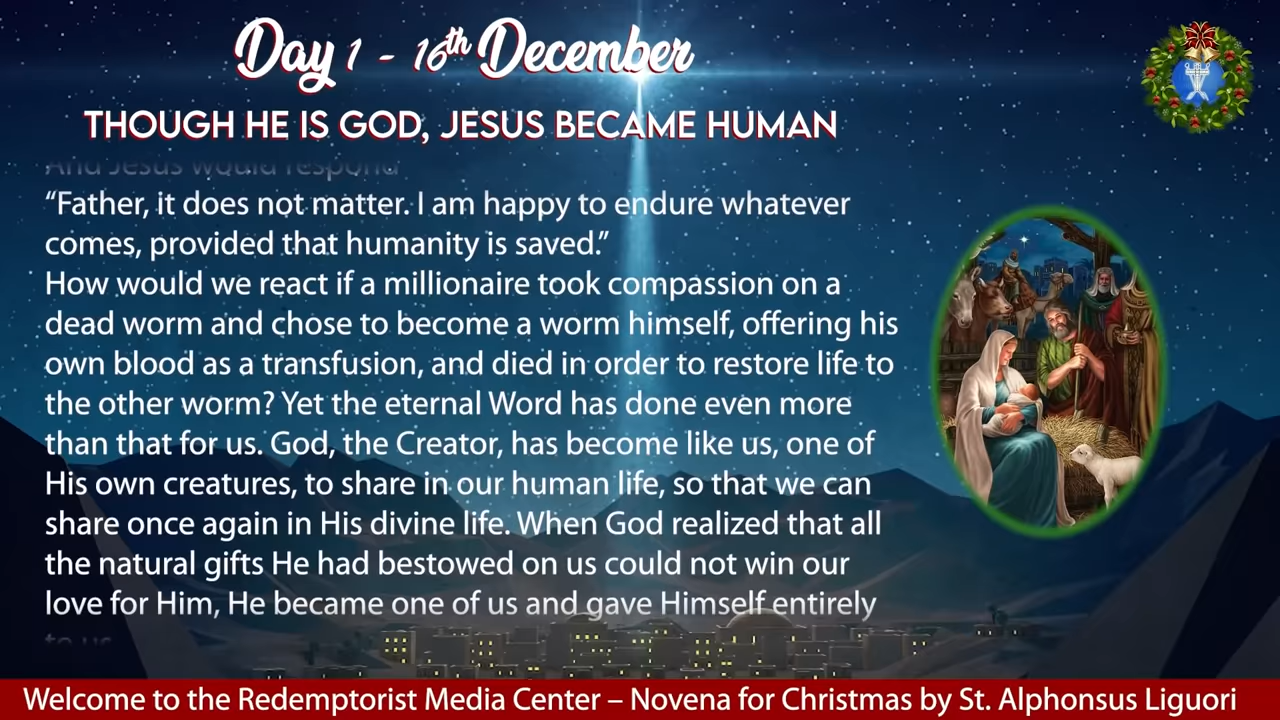 Day 1 - 16th December
THOUGH HE IS GOD, JESUS BECAME HUMAN
And Jesus would respond
“Father, it does not matter. I am happy to endure whatever
comes, provided that humanity is saved.”
How would we react if a millionaire took compassion on a
dead worm and chose to become a worm himself, offering his
own blood as a transfusion, and died in order to restore life to
the other worm? Yet the eternal Word has done even more
than that for us. God, the Creator, has become like us, one of
His own creatures, to share in our human life, so that we can
share once again in His divine life. When God realized that all
the natural gifts He had bestowed on us could not win our
love for Him, He became one of us and gave Himself entirely
to us
Welcome to the Redemptorist Media Center – Novena for Christmas by St. Alphonsus Liguori